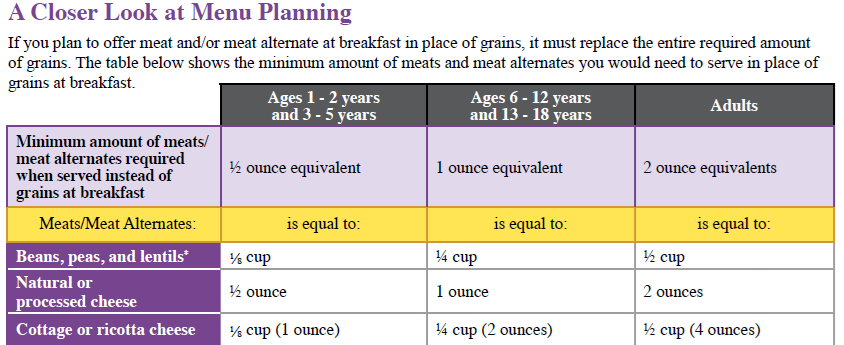 A Closer Look at Menu Planning
If you plan to offer meat and/or meat alternate at breakfast in place of grains, it must replace the entire required amount
of grains. The table below shows the minimum amount of meats and meat alternates you would need to serve in place of
grains at breakfast.
Ages 1 - 2 years
and 3 - 5 years
Ages 6 - 12 years
and 13 - 18 years
Adults
Minimum amount of meats/
meat alternates required
when served instead of
grains at breakfast
½ ounce equivalent
1 ounce equivalent
2 ounce equivalents
Meats/Meat Alternates:
is equal to:
is equal to:
is equal to:
Beans, peas, and lentils*
⅛ cup
¼ cup
½ cup
Natural or
processed cheese
½ ounce
1 ounce
2 ounces
Cottage or ricotta cheese
⅛ cup (1 ounce)
¼ cup (2 ounces)
½ cup (4 ounces)